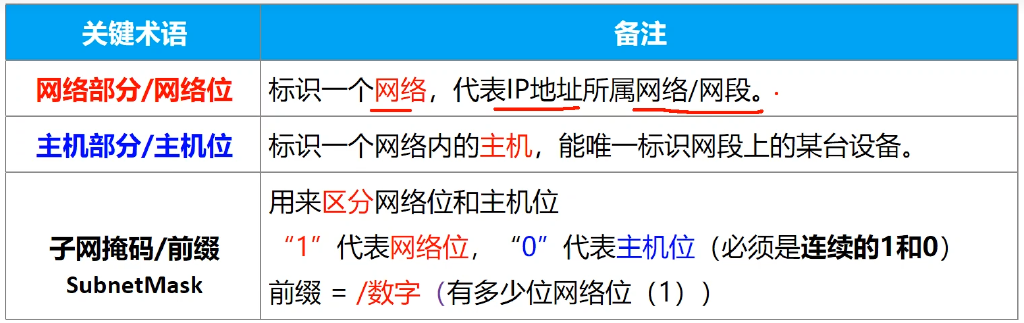 关键术语
备注
网络部分/网络位
标识一个网络，代表IP地址所属网络/网段。
主机部分/主机位
标识一个网络内的主机，能唯一标识网段上的某台设备。
子网掩码/前缀
SubnetMask
用来区分网络位和主机位
“1”代表网络位，“0”代表主机位（必须是连续的1和0）
前缀 = /数字（有多少位网络位（1））